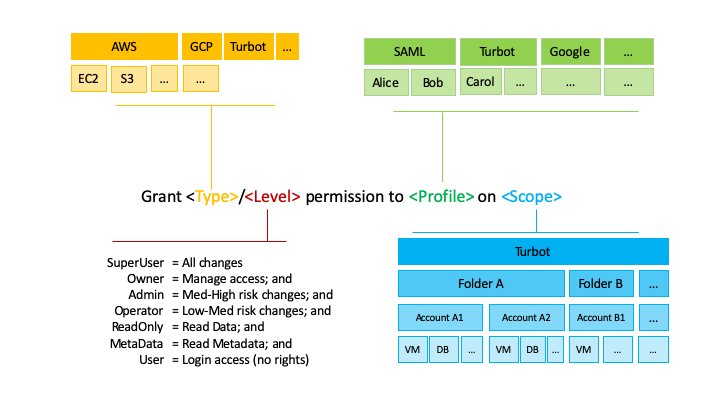 AWS GCP Turbot ...
EC2 S3 ... ...
SAML Turbot Google ...
Alice Bob Carol ... ... ...
Grant <Type>/<Level> permission to <Profile> on <Scope>
SuperUser = All changes
Owner = Manage access; and
Admin = Med-High risk changes; and
Operator = Low-Med risk changes; and
ReadOnly = Read Data; and
MetaData = Read Metadata; and
User = Login access (no rights)
Turbot
Folder A Folder B ...
Account A1 Account A2 Account B1 ...
VM DB ... VM DB ... VM ... ...